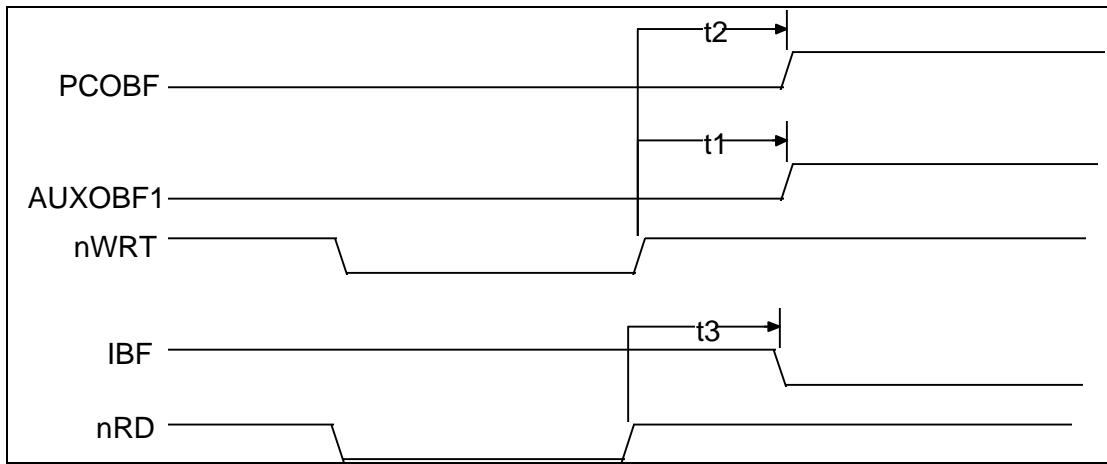 t2
PCOBF
t1
AUXOBF1
nWRT
t3
IBF
nRD